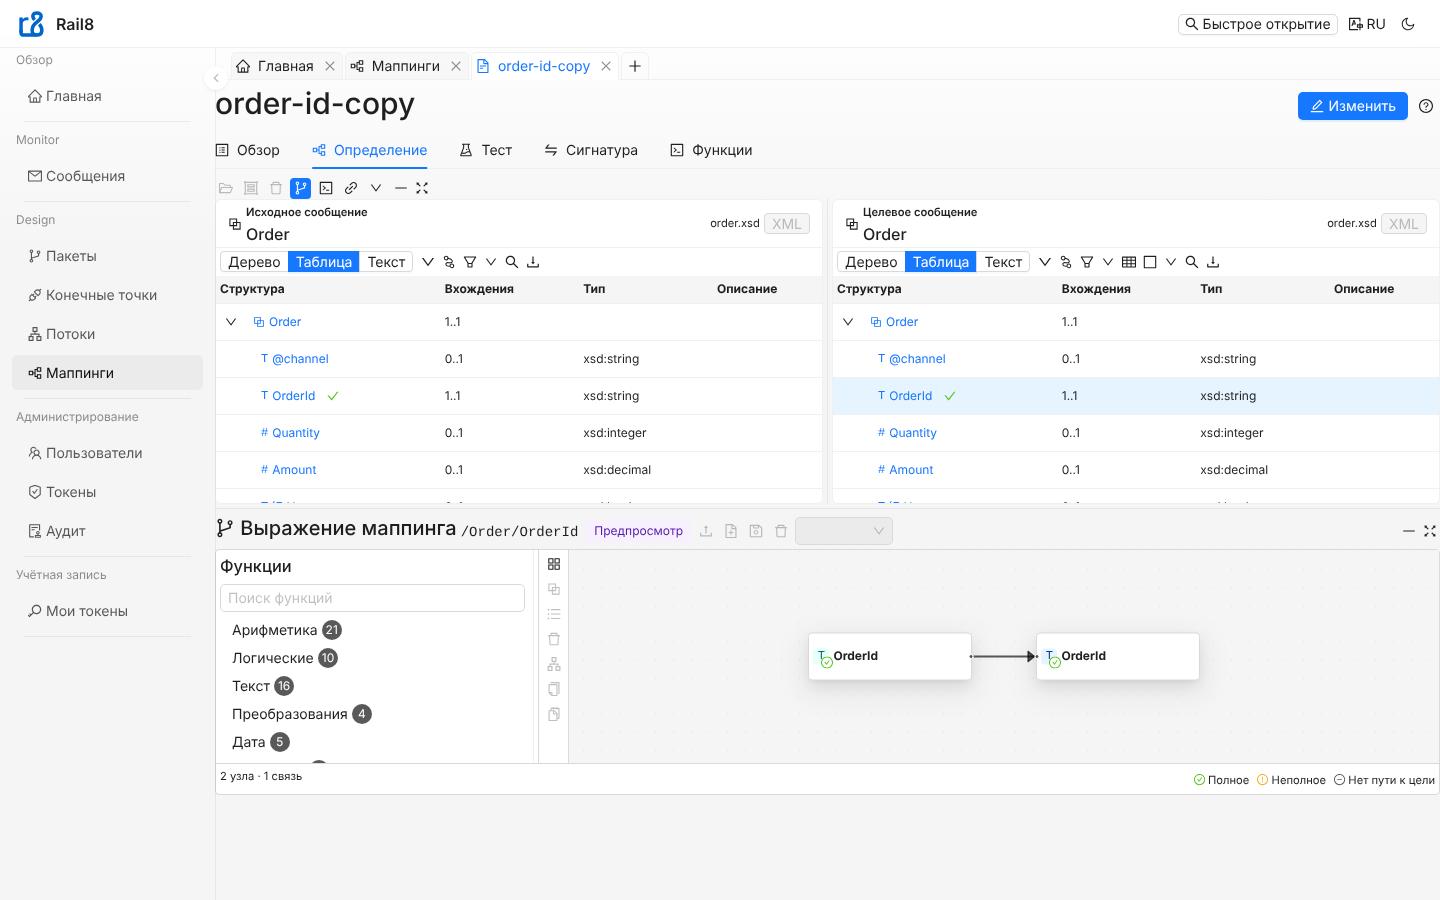 Rail8
Быстрое открытие
RU
Обзор
Главная
Monitor
Сообщения
Design
Пакеты
Конечные точки
Потоки
Маппинги
Администрирование
Пользователи
Токены
Аудит
Учётная запись
Мои токены
Главная
Маппинги
order-id-copy
order-id-copy
Изменить
Обзор
Определение
Тест
Сигнатура
Функции
Исходное сообщение
Order
order.xsd XML
Дерево Таблица Текст
Структура Вхождения Тип Описание
Order 1..1
T @channel 0..1 xsd:string
T OrderId 1..1 xsd:string
# Quantity 0..1 xsd:integer
# Amount 0..1 xsd:decimal
Целевое сообщение
Order
order.xsd XML
Дерево Таблица Текст
Структура Вхождения Тип Описание
Order 1..1
T @channel 0..1 xsd:string
T OrderId 1..1 xsd:string
# Quantity 0..1 xsd:integer
# Amount 0..1 xsd:decimal
Выражение маппинга /Order/OrderId Предпросмотр
Функции
Поиск функций
Арифметика 21
Логические 10
Текст 16
Преобразования 4
Дата 5
T OrderId
T OrderId
2 узла · 1 связь
Полное Неполное Нет пути к цели